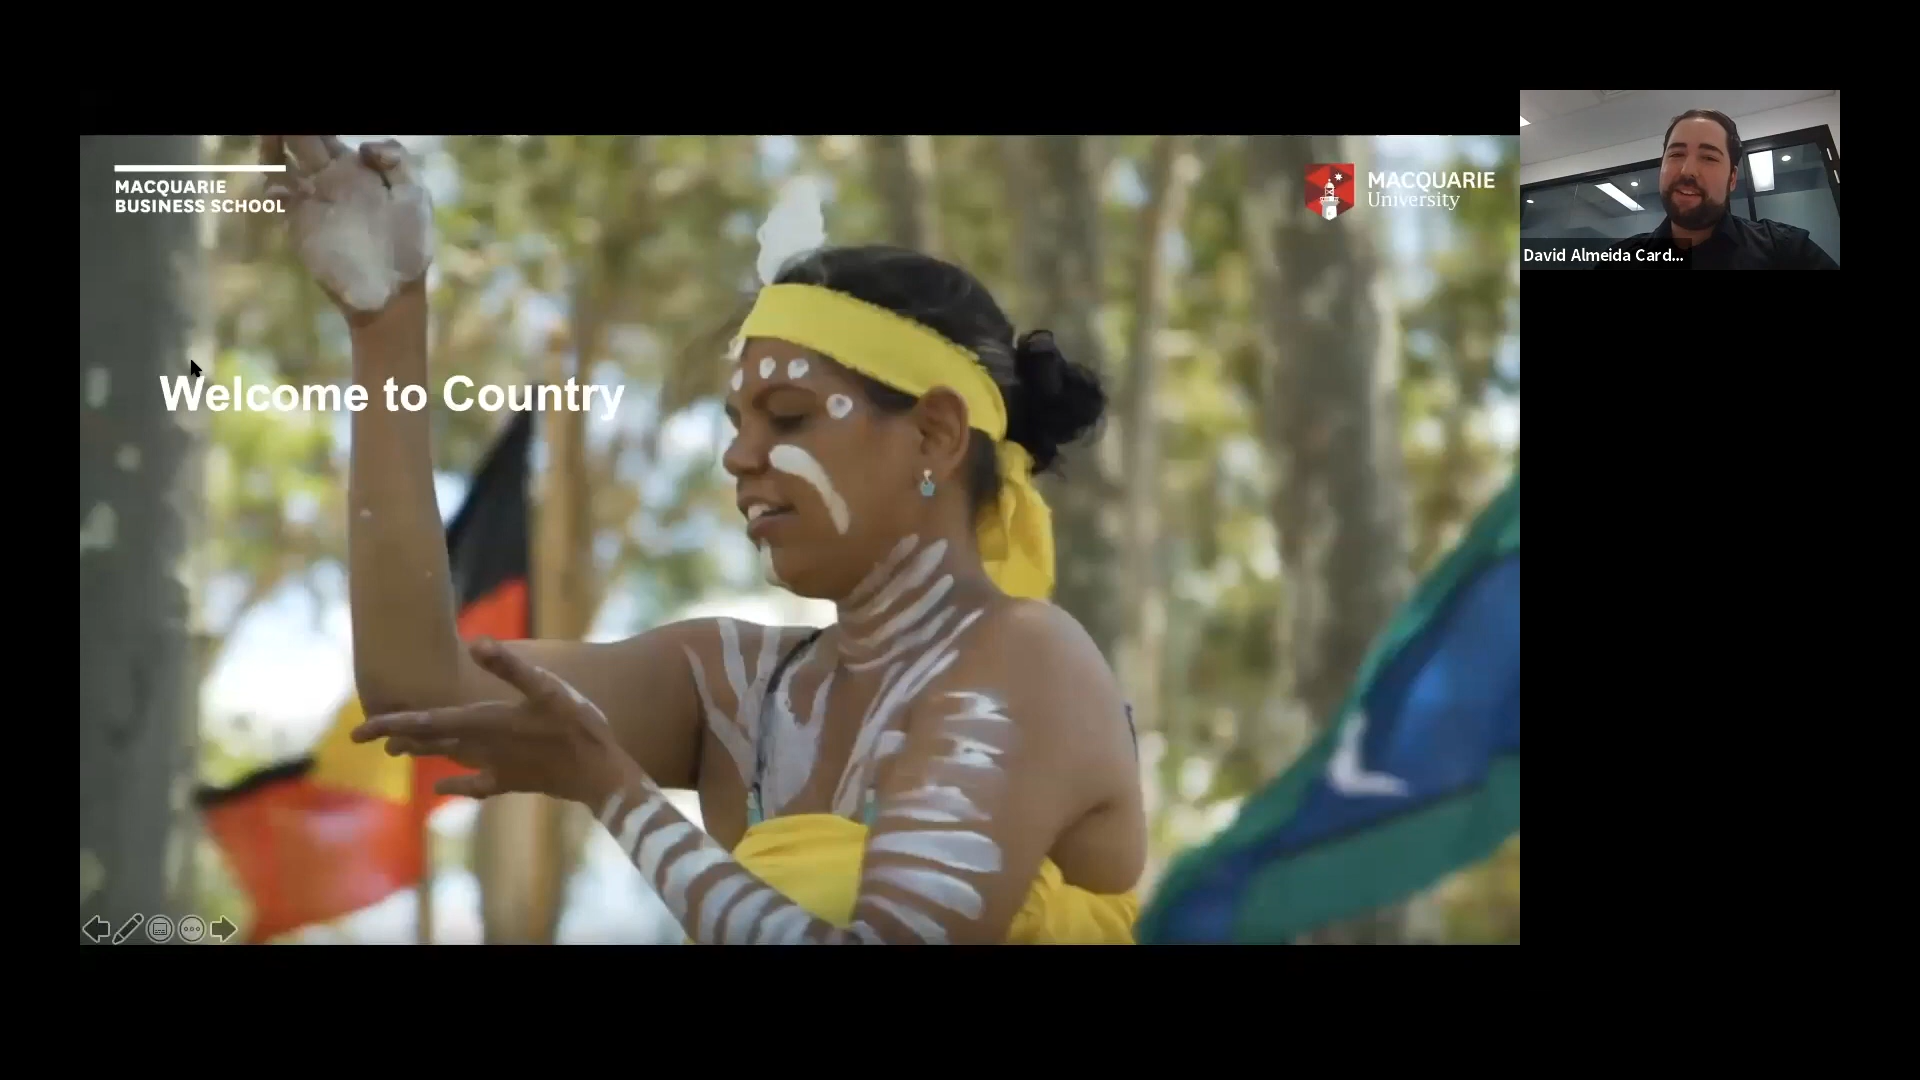 MACQUARIE
BUSINESS SCHOOL
MACQUARIE
University
David Almeida Card...
Welcome to Country